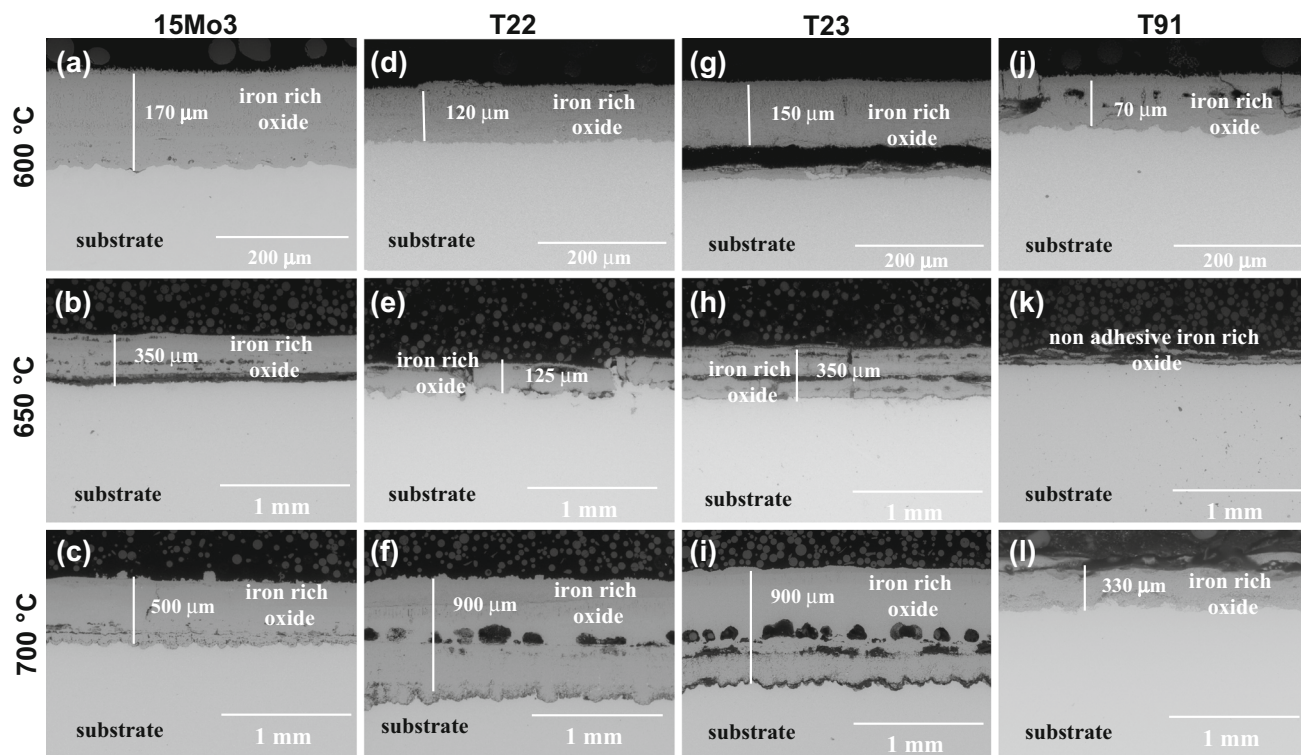 15Mo3 T22 T23 T91
600 °C
(a)
170 μm
iron rich
oxide
substrate
200 μm
(d)
120 μm
iron rich
oxide
substrate
200 μm
(g)
150 μm
iron rich
oxide
substrate
200 μm
(j)
70 μm
iron rich
oxide
substrate
200 μm
650 °C
(b)
350 μm
iron rich
oxide
substrate
1 mm
(e)
iron rich
oxide
125 μm
substrate
1 mm
(h)
iron rich
oxide
350 μm
substrate
1 mm
(k)
non adhesive iron rich
oxide
substrate
1 mm
700 °C
(c)
500 μm
iron rich
oxide
substrate
1 mm
(f)
900 μm
iron rich
oxide
substrate
1 mm
(i)
900 μm
iron rich
oxide
substrate
1 mm
(l)
330 μm
iron rich
oxide
substrate
1 mm